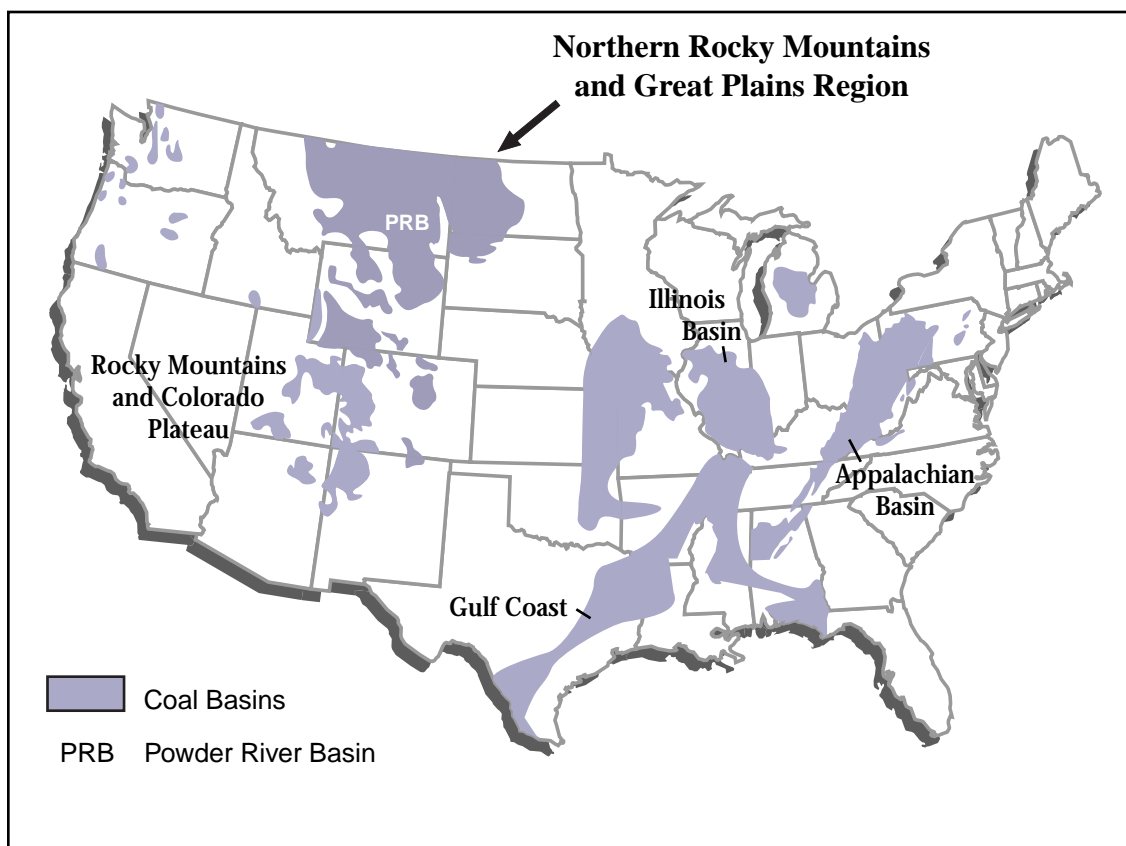 Northern Rocky Mountains
and Great Plains Region
PRB
Illinois
Basin
Rocky Mountains
and Colorado
Plateau
Appalachian
Basin
Gulf Coast
Coal Basins
PRB Powder River Basin